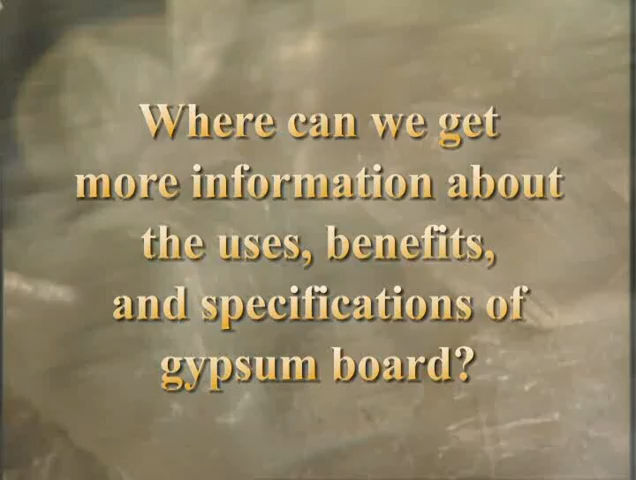 Where can we get
more information about
the uses, benefits,
and specifications of
gypsum board?